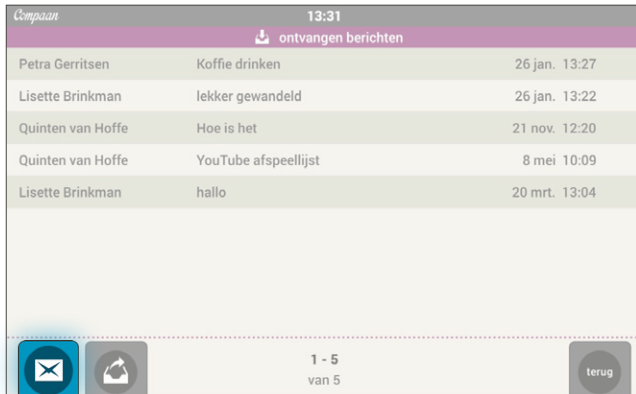 Compaan 13:31
ontvangen berichten
Petra Gerritsen Koffie drinken 26 jan. 13:27
Lisette Brinkman lekker gewandeld 26 jan. 13:22
Quinten van Hoffe Hoe is het 21 nov. 12:20
Quinten van Hoffe YouTube afspeellijst 8 mei 10:09
Lisette Brinkman hallo 20 mrt. 13:04
1 - 5
van 5
terug